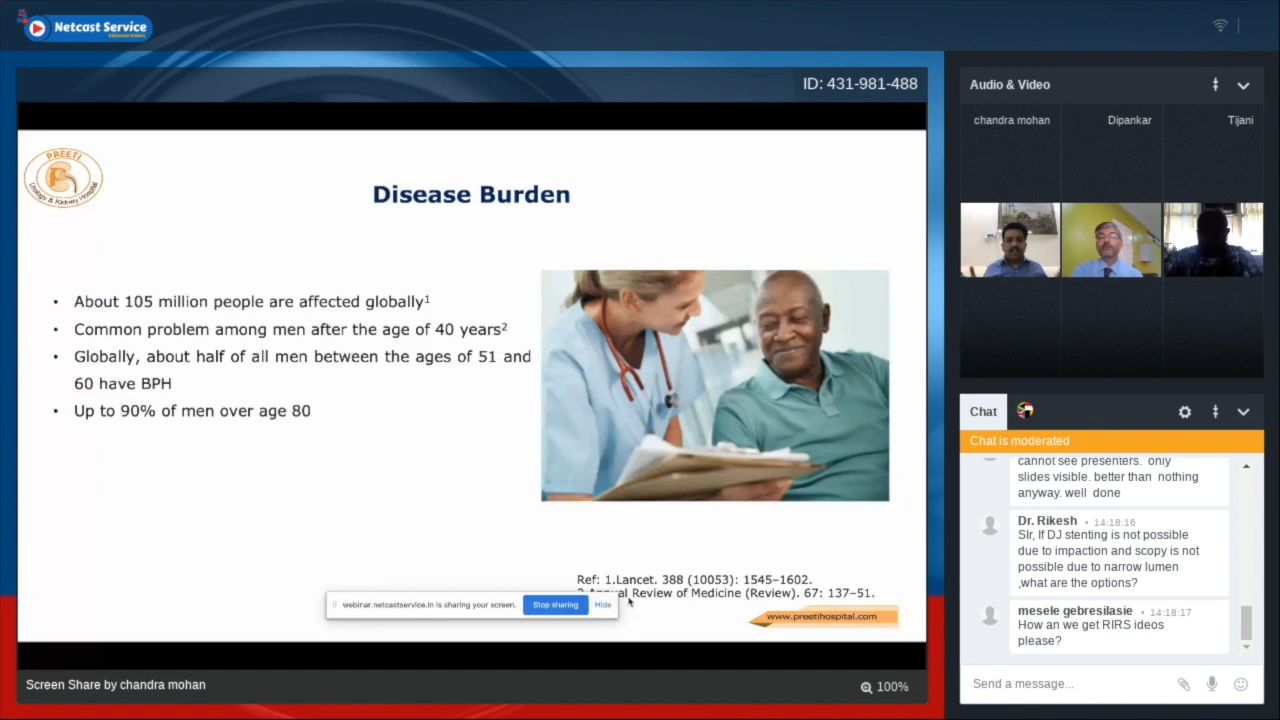 Netcast Service
ID: 431-981-488
PREETI
Urology & Kidney Hospital
Disease Burden
• About 105 million people are affected globally1
• Common problem among men after the age of 40 years2
• Globally, about half of all men between the ages of 51 and
60 have BPH
• Up to 90% of men over age 80
Ref: 1.Lancet. 388 (10053): 1545–1602.
2.Annual Review of Medicine (Review). 67: 137–51.
webinar.netcastservice.in is sharing your screen.
Stop sharing
Hide
www.preetihospital.com
Screen Share by chandra mohan
100%
Audio & Video
chandra mohan
Dipankar
Tijani
Chat
Chat is moderated
cannot see presenters. only
slides visible. better than nothing
anyway. well done
Dr. Rikesh • 14:18:16
SIr, If DJ stenting is not possible
due to impaction and scopy is not
possible due to narrow lumen
,what are the options?
mesele gebresilasie • 14:18:17
How an we get RIRS ideos
please?
Send a message...